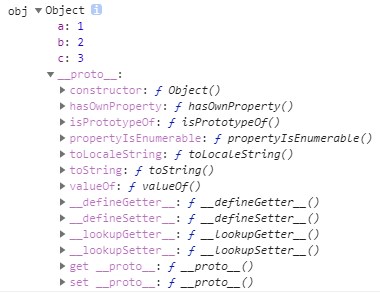 obj ▼ Object i
a: 1
b: 2
c: 3
▼ __proto__:
▶ constructor: ƒ Object()
▶ hasOwnProperty: ƒ hasOwnProperty()
▶ isPrototypeOf: ƒ isPrototypeOf()
▶ propertyIsEnumerable: ƒ propertyIsEnumerable()
▶ toLocaleString: ƒ toLocaleString()
▶ toString: ƒ toString()
▶ valueOf: ƒ valueOf()
▶ __defineGetter__: ƒ __defineGetter__()
▶ __defineSetter__: ƒ __defineSetter__()
▶ __lookupGetter__: ƒ __lookupGetter__()
▶ __lookupSetter__: ƒ __lookupSetter__()
▶ get __proto__: ƒ __proto__()
▶ set __proto__: ƒ __proto__()